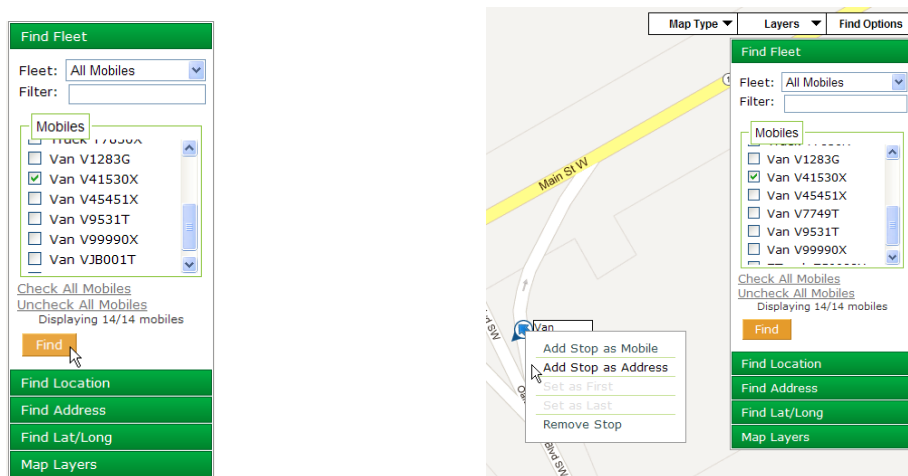 Find Fleet
Fleet: All Mobiles
Filter:
Mobiles
Van V1283G
Van V41530X
Van V45451X
Van V9531T
Van V99990X
Van VJB001T
Check All Mobiles
Uncheck All Mobiles
Displaying 14/14 mobiles
Find
Find Location
Find Address
Find Lat/Long
Map Layers
Map Type Layers Find Options
Find Fleet
Fleet: All Mobiles
Filter:
Mobiles
Van V1283G
Van V41530X
Van V45451X
Van V7749T
Van V9531T
Van V99990X
Check All Mobiles
Uncheck All Mobiles
Displaying 14/14 mobiles
Find
Find Location
Find Address
Find Lat/Long
Map Layers
Main St W
Van
Add Stop as Mobile
Add Stop as Address
Set as First
Set as Last
Remove Stop
Blvd SW